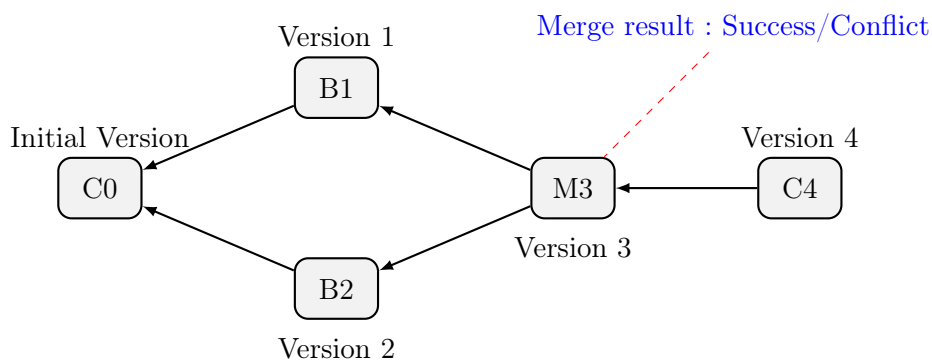 Merge result : Success/Conflict
Version 1
B1
Initial Version
C0
M3
Version 3
Version 4
C4
B2
Version 2